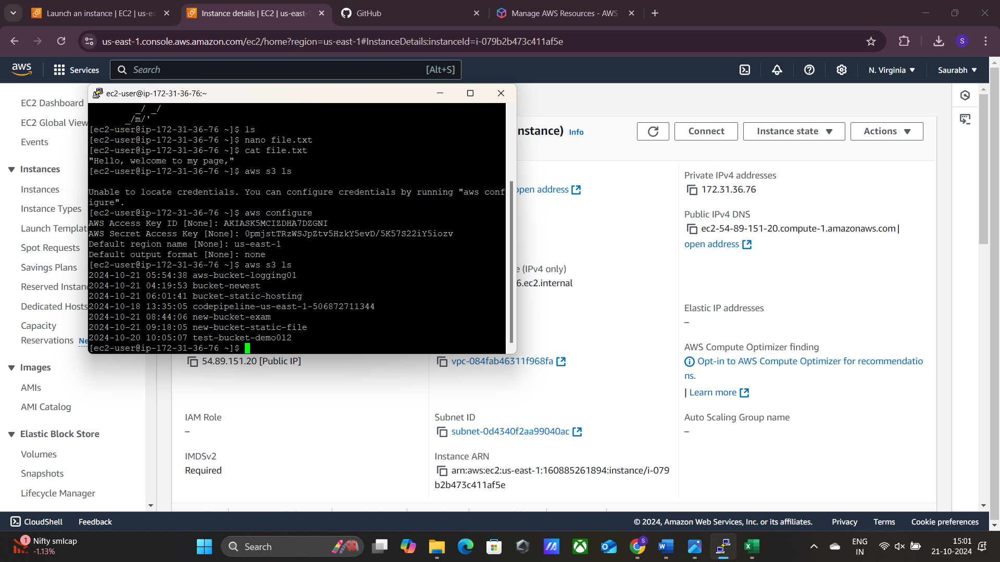 Launch an instance | EC2 | us-ea
Instance details | EC2 | us-east-
GitHub
Manage AWS Resources - AWS
us-east-1.console.aws.amazon.com/ec2/home?region=us-east-1#InstanceDetails:instanceId=i-079b2b473c411af5e
S
aws
Services
Search
[Alt+S]
N. Virginia
Saurabh
EC2 Dashboard
EC2 Global View
Events
Instances
Instances
Instance Types
Launch Templat
Spot Requests
Savings Plans
Reserved Instan
Dedicated Hosts
Capacity
Reservations Ne
Images
AMIs
AMI Catalog
Elastic Block Store
Volumes
Snapshots
Lifecycle Manager
ec2-user@ip-172-31-36-76:~
_/ _/
_/m/'
[ec2-user@ip-172-31-36-76 ~]$ ls
[ec2-user@ip-172-31-36-76 ~]$ nano file.txt
[ec2-user@ip-172-31-36-76 ~]$ cat file.txt
"Hello, welcome to my page,"
[ec2-user@ip-172-31-36-76 ~]$ aws s3 ls
Unable to locate credentials. You can configure credentials by running "aws conf
igure".
[ec2-user@ip-172-31-36-76 ~]$ aws configure
AWS Access Key ID [None]: AKIASK5MCIZDHA7DZGNI
AWS Secret Access Key [None]: 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
Default region name [None]: us-east-1
Default output format [None]: none
[ec2-user@ip-172-31-36-76 ~]$ aws s3 ls
2024-10-21 05:54:38 aws-bucket-logging01
2024-10-21 04:19:53 bucket-newest
2024-10-21 06:01:41 bucket-static-hosting
2024-10-18 13:35:05 codepipeline-us-east-1-506872711344
2024-10-21 08:44:06 new-bucket-exam
2024-10-21 09:18:05 new-bucket-static-file
2024-10-20 10:05:07 test-bucket-demo012
[ec2-user@ip-172-31-36-76 ~]$
nstance) Info
Connect
Instance state
Actions
open address
Private IPv4 addresses
172.31.36.76
Public IPv4 DNS
ec2-54-89-151-20.compute-1.amazonaws.com |
open address
e (IPv4 only)
6.ec2.internal
Elastic IP addresses
–
54.89.151.20 [Public IP]
vpc-084fab46311f968fa
AWS Compute Optimizer finding
Opt-in to AWS Compute Optimizer for recommendatio
ns.
| Learn more
IAM Role
–
Subnet ID
subnet-0d4340f2aa99040ac
Auto Scaling Group name
–
IMDSv2
Required
Instance ARN
arn:aws:ec2:us-east-1:160885261894:instance/i-079
b2b473c411af5e
CloudShell
Feedback
© 2024, Amazon Web Services, Inc. or its affiliates.
Privacy
Terms
Cookie preferences
1
Nifty smlcap
-1.13%
Search
ENG
IN
15:01
21-10-2024